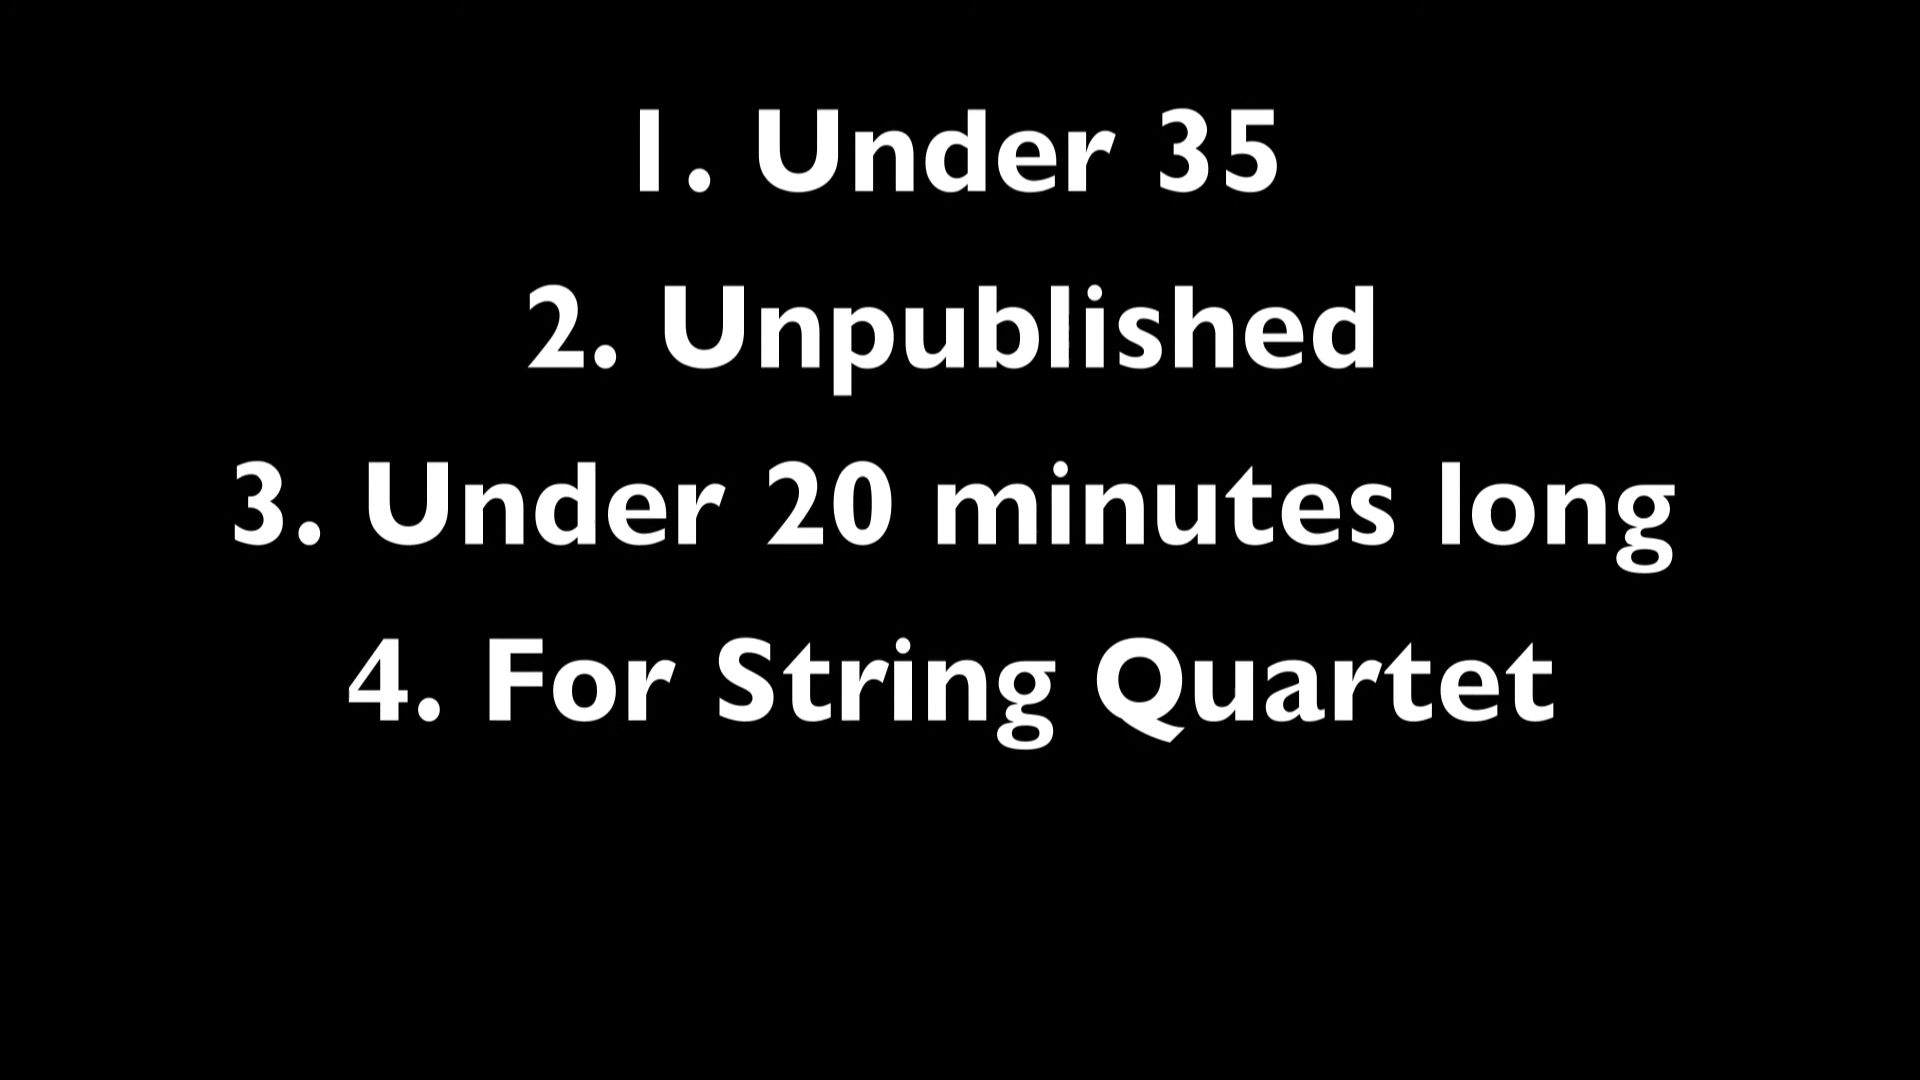 1. Under 35
2. Unpublished
3. Under 20 minutes long
4. For String Quartet